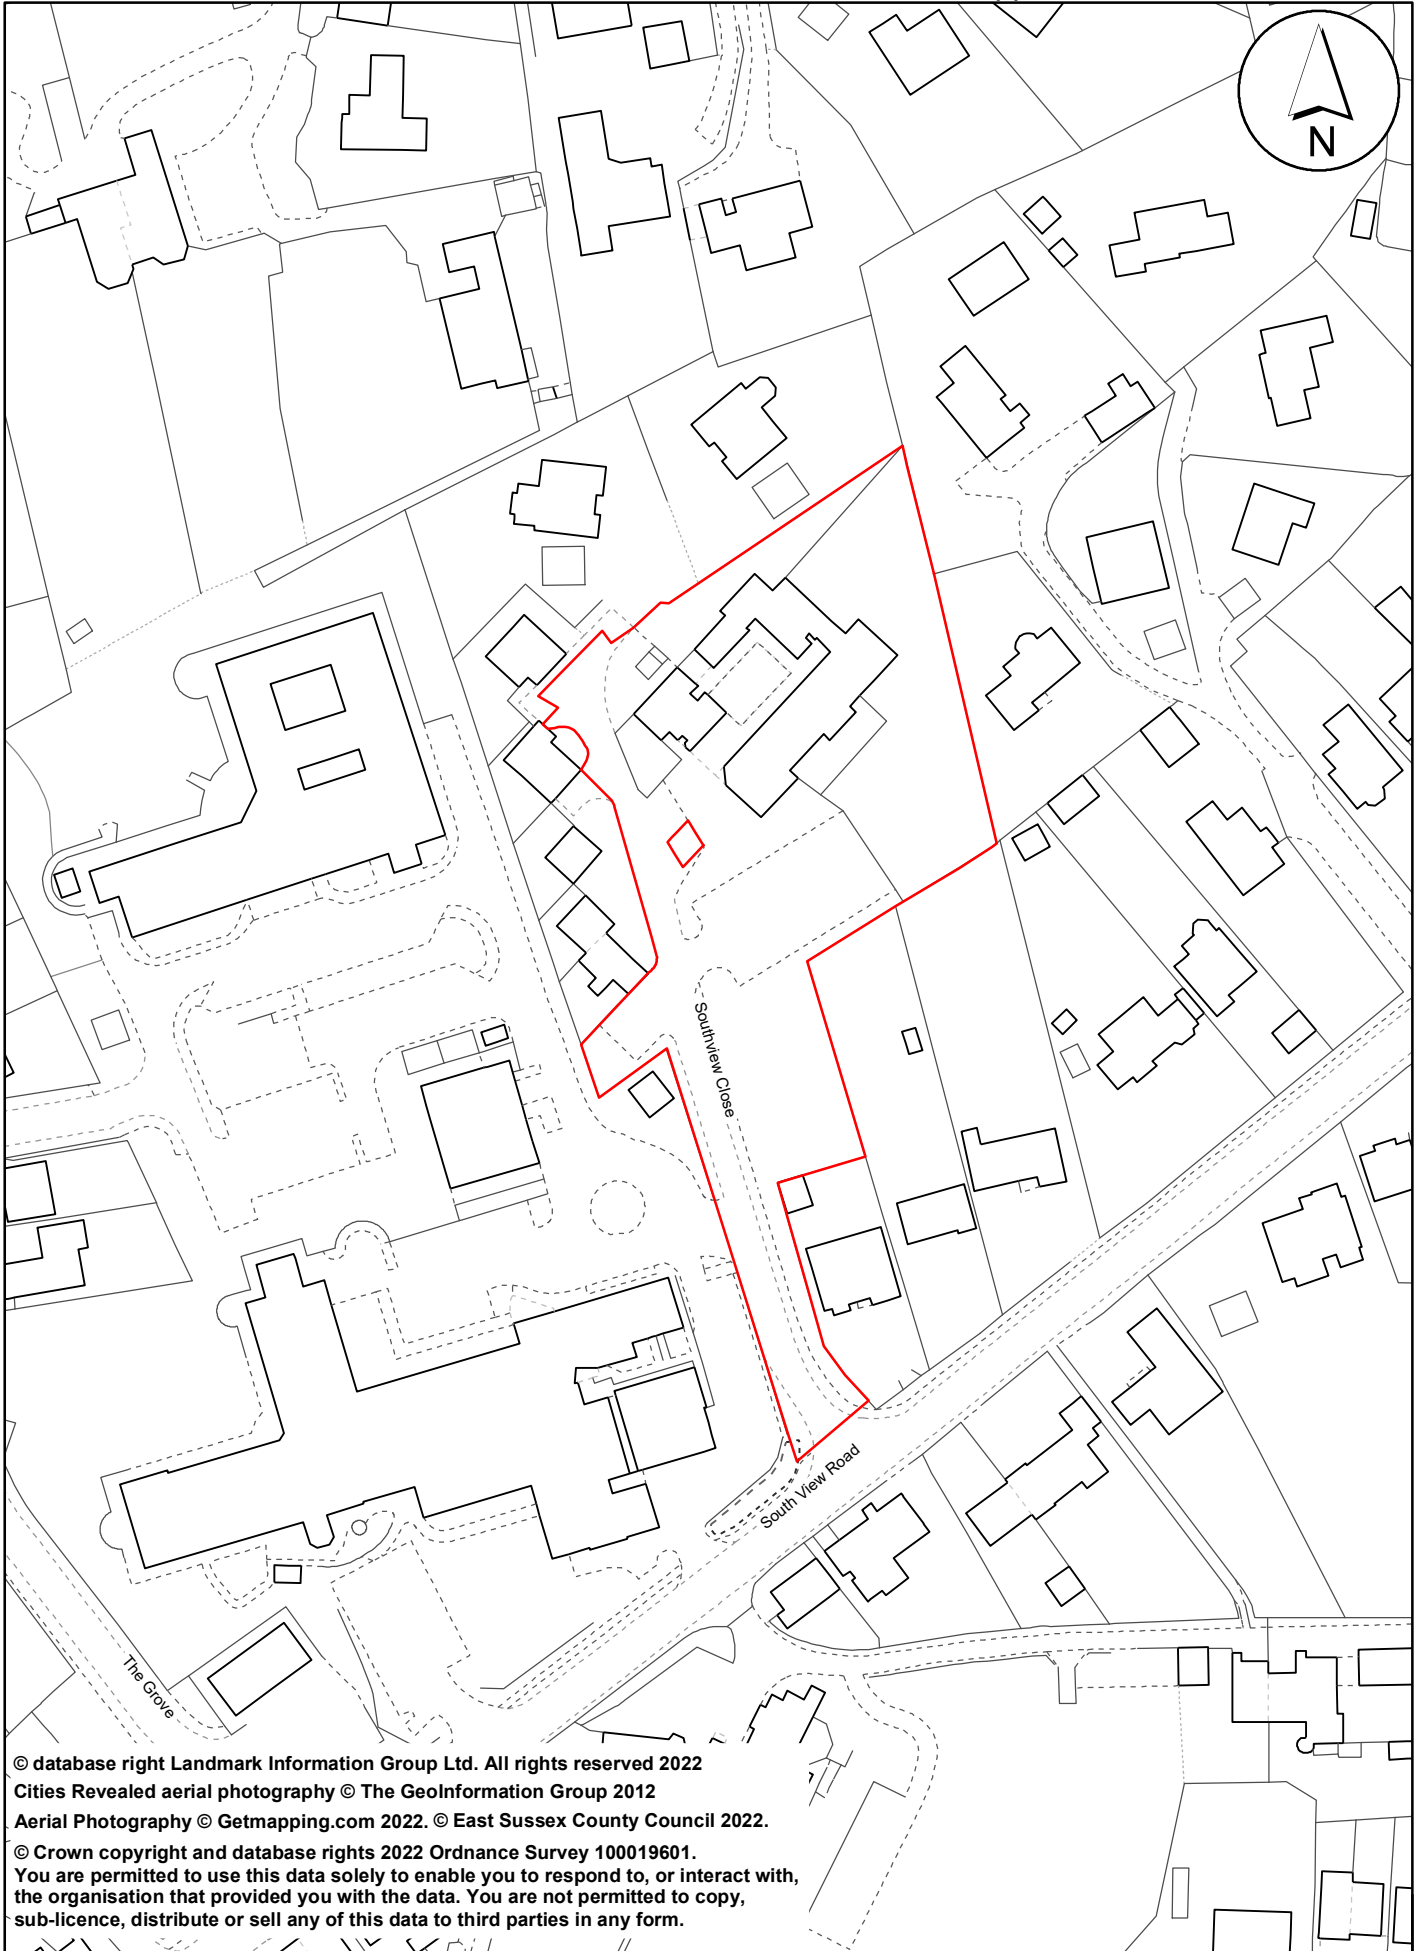 N
Southview Close
South View Road
The Grove
© database right Landmark Information Group Ltd. All rights reserved 2022
Cities Revealed aerial photography © The GeoInformation Group 2012
Aerial Photography © Getmapping.com 2022. © East Sussex County Council 2022.
© Crown copyright and database rights 2022 Ordnance Survey 100019601.
You are permitted to use this data solely to enable you to respond to, or interact with,
the organisation that provided you with the data. You are not permitted to copy,
sub-licence, distribute or sell any of this data to third parties in any form.